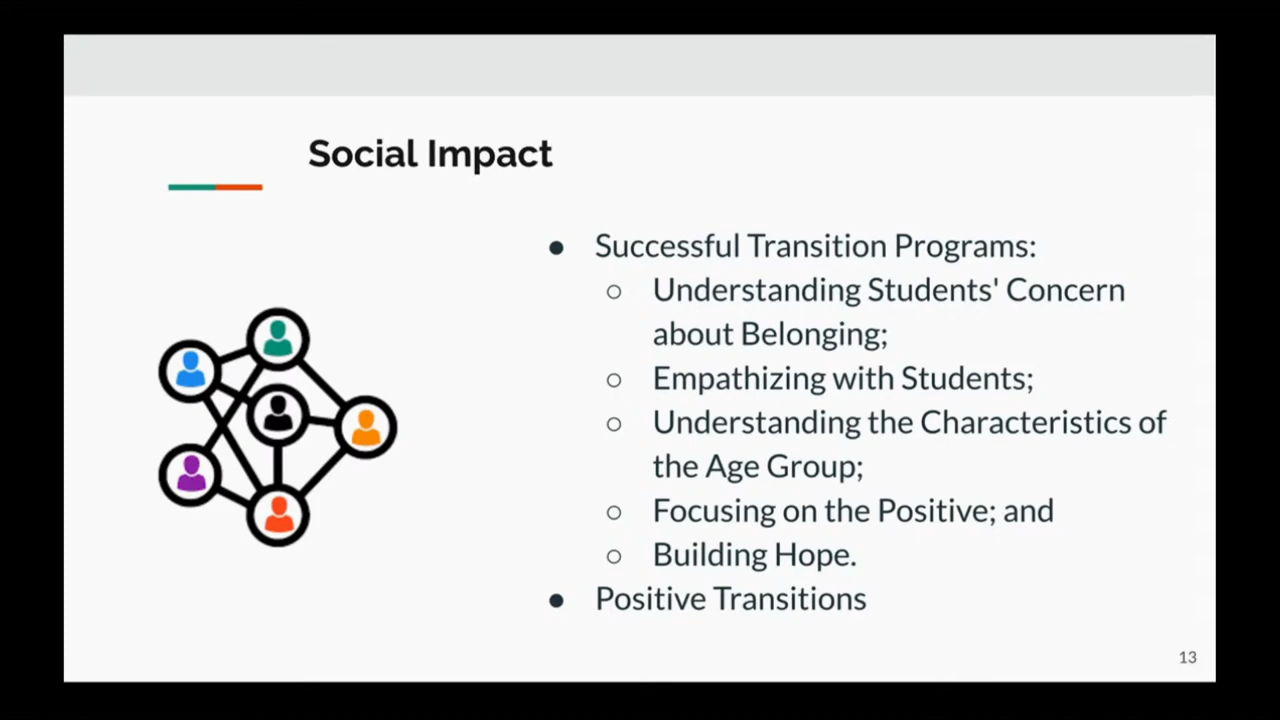 Social Impact
● Successful Transition Programs:
○ Understanding Students' Concern
about Belonging;
○ Empathizing with Students;
○ Understanding the Characteristics of
the Age Group;
○ Focusing on the Positive; and
○ Building Hope.
● Positive Transitions
13